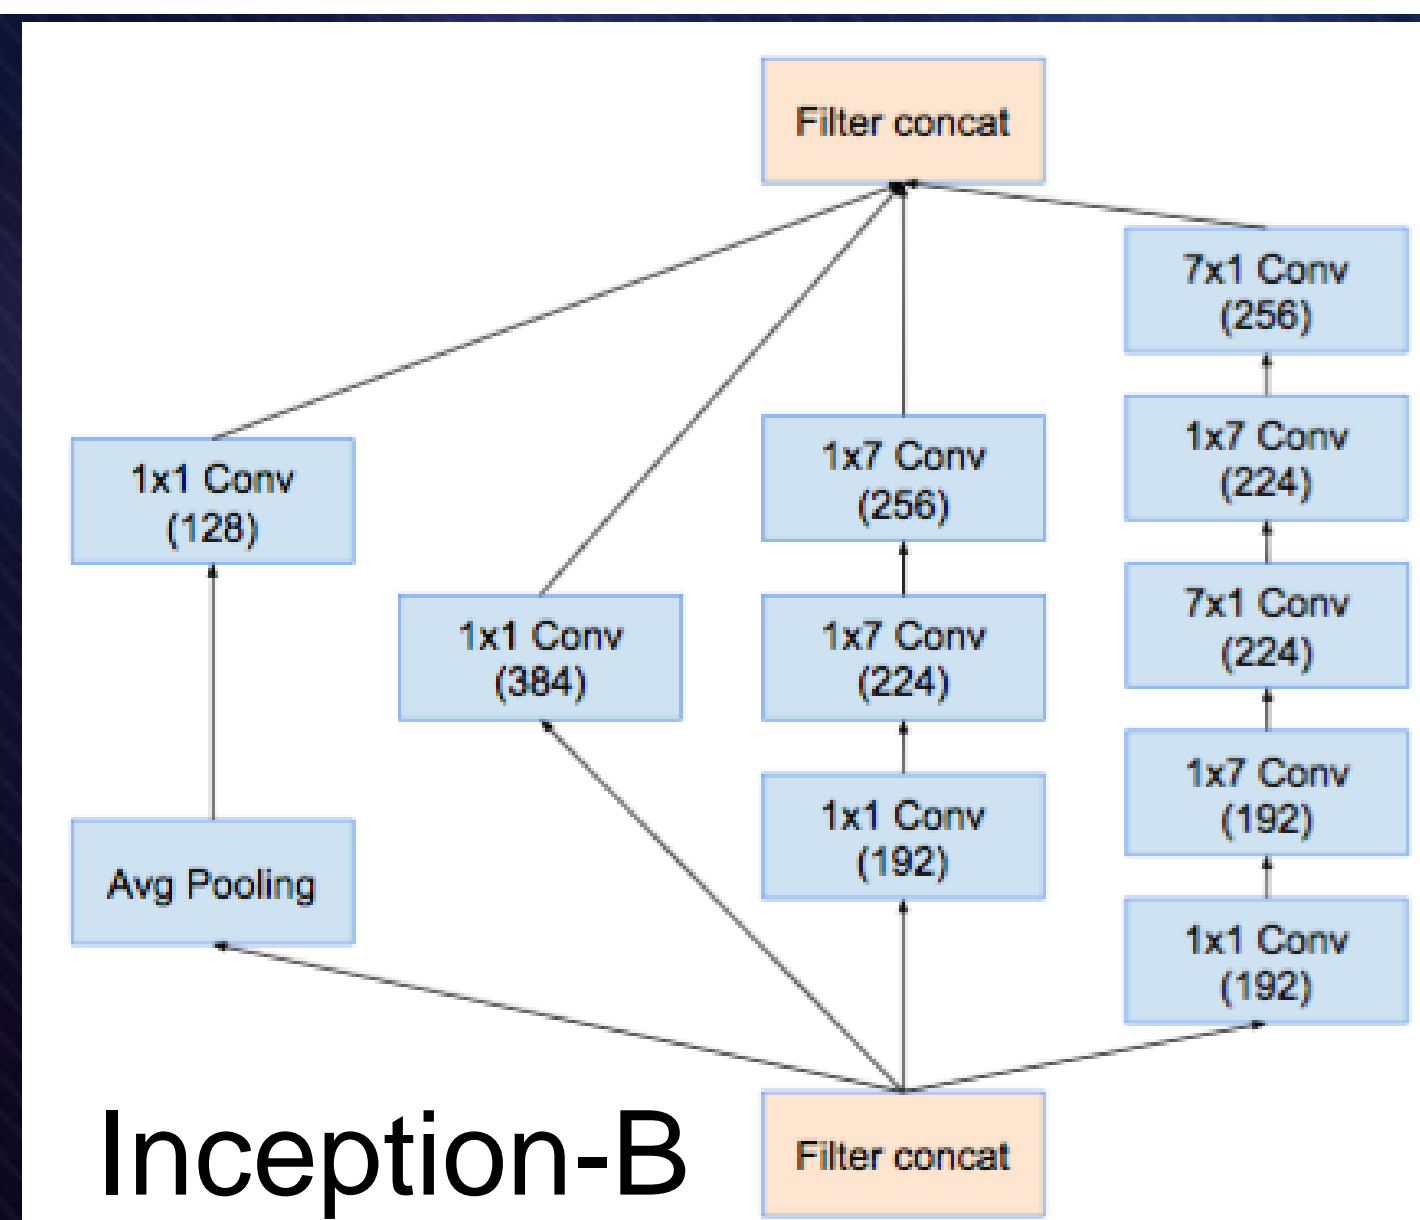 Filter concat
7x1 Conv
(256)
1x7 Conv
(224)
7x1 Conv
(224)
1x7 Conv
(192)
1x1 Conv
(192)
1x7 Conv
(256)
1x7 Conv
(224)
1x1 Conv
(192)
1x1 Conv
(384)
1x1 Conv
(128)
Avg Pooling
Filter concat
Inception-B